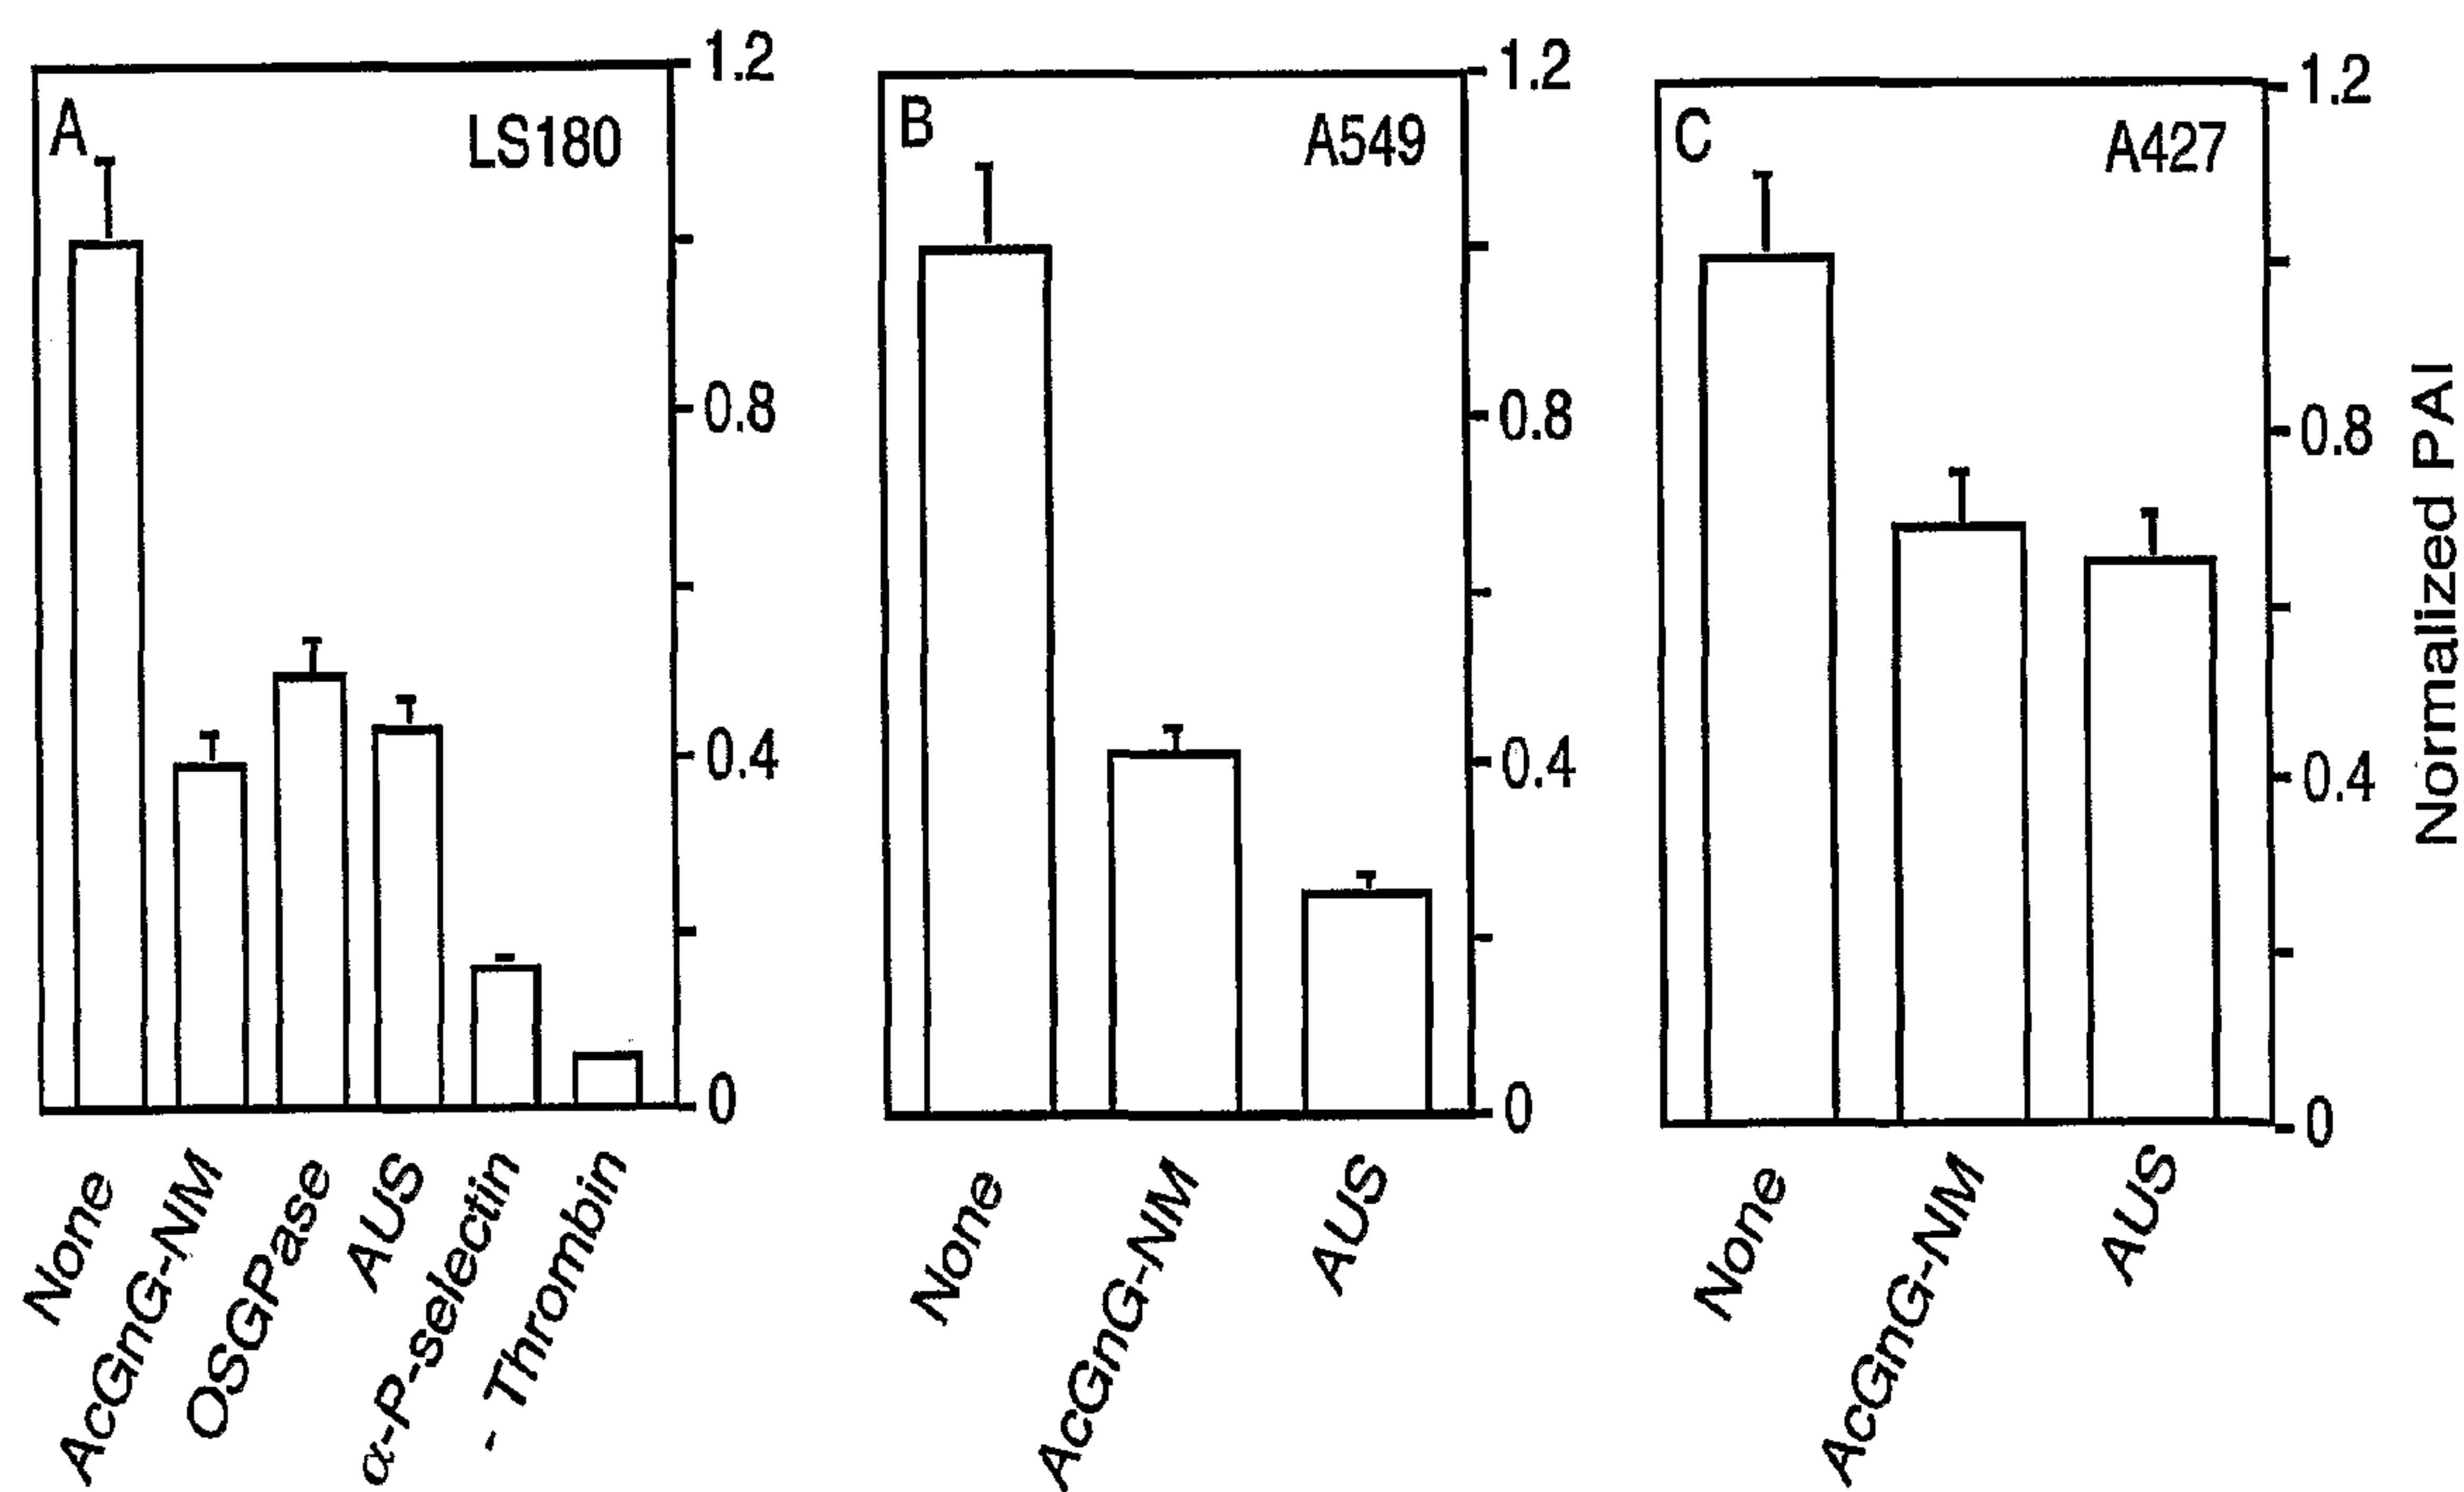 A
LS180
1.2
0.8
0.4
0
None
AcGnG-NM
OSGPase
AUS
α-P-selectin
- Thrombin
B
A549
1.2
0.8
0.4
0
None
AcGnG-NM
AUS
C
A427
1.2
0.8
0.4
0
None
AcGnG-NM
AUS
Normalized PAI